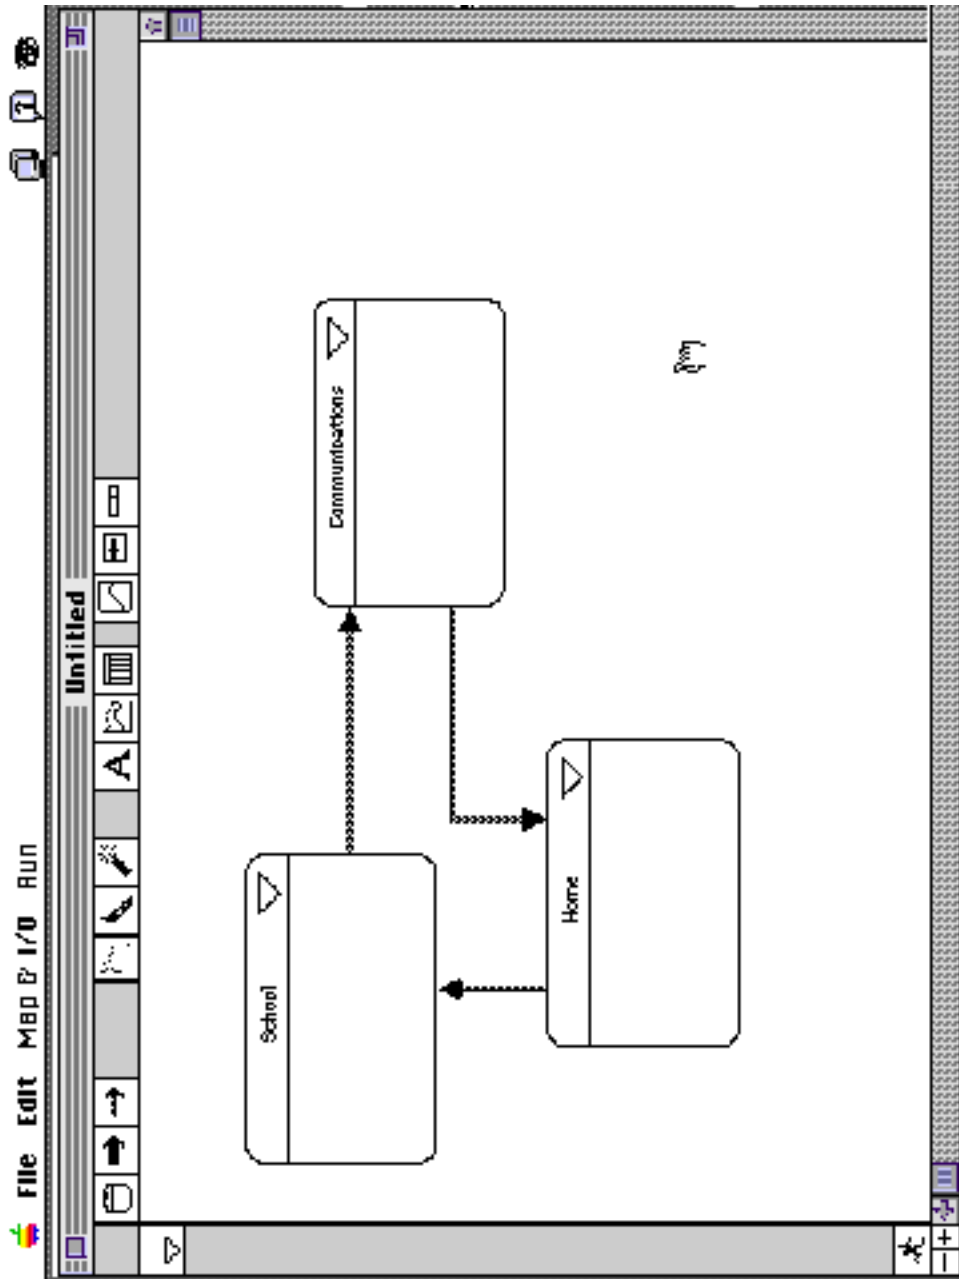 File Edit Map & I/O Run
Untitled
A
School
Communications
Home